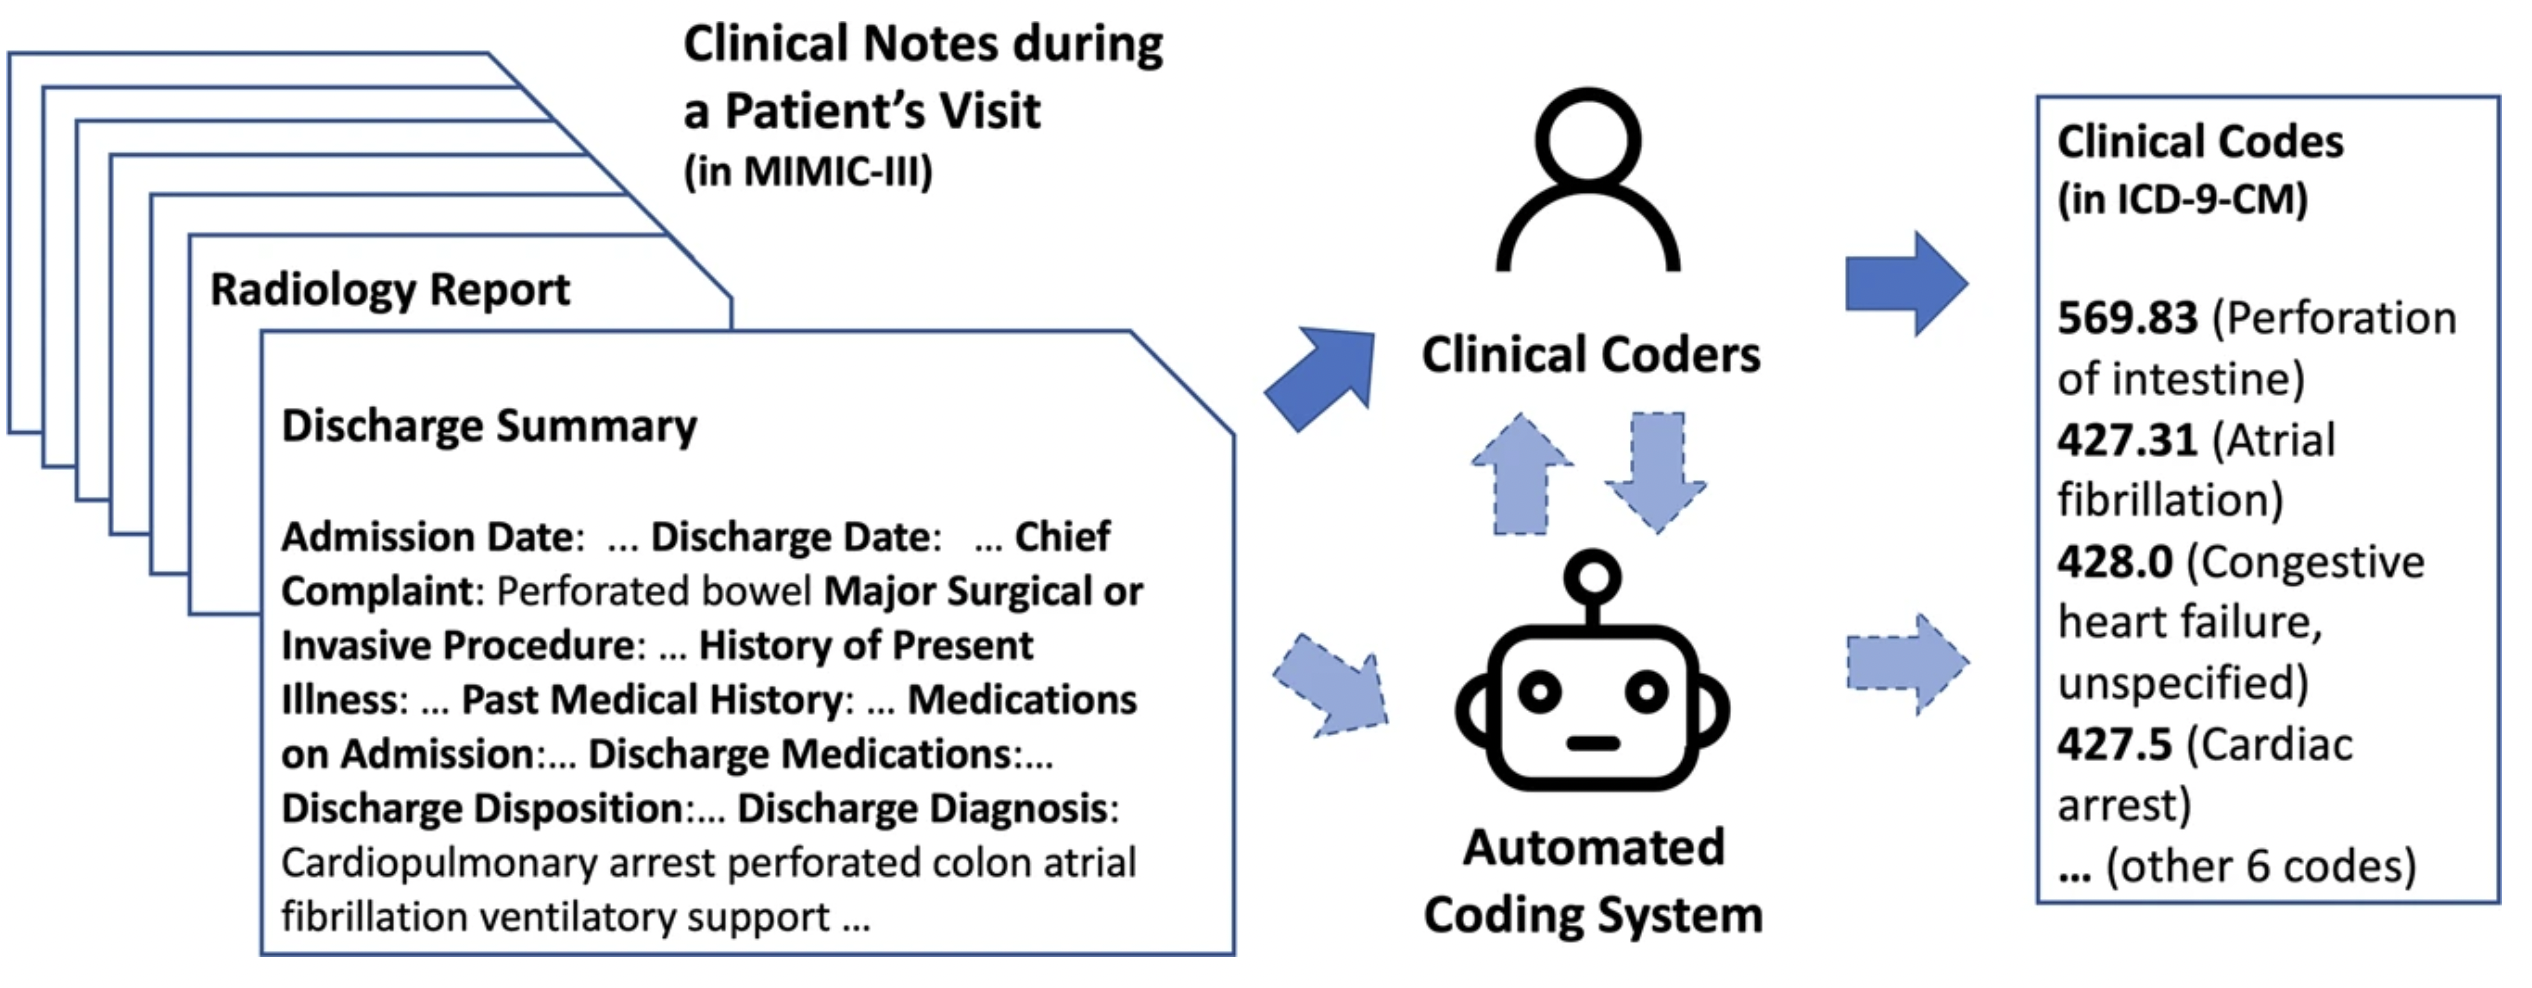 Clinical Notes during
a Patient’s Visit
(in MIMIC-III)
Radiology Report
Discharge Summary
Admission Date:  ... Discharge Date:   ... Chief
Complaint: Perforated bowel Major Surgical or
Invasive Procedure: ... History of Present
Illness: ... Past Medical History: ... Medications
on Admission:... Discharge Medications:...
Discharge Disposition:... Discharge Diagnosis:
Cardiopulmonary arrest perforated colon atrial
fibrillation ventilatory support ...
Clinical Coders
Automated
Coding System
Clinical Codes
(in ICD-9-CM)
569.83 (Perforation
of intestine)
427.31 (Atrial
fibrillation)
428.0 (Congestive
heart failure,
unspecified)
427.5 (Cardiac
arrest)
... (other 6 codes)